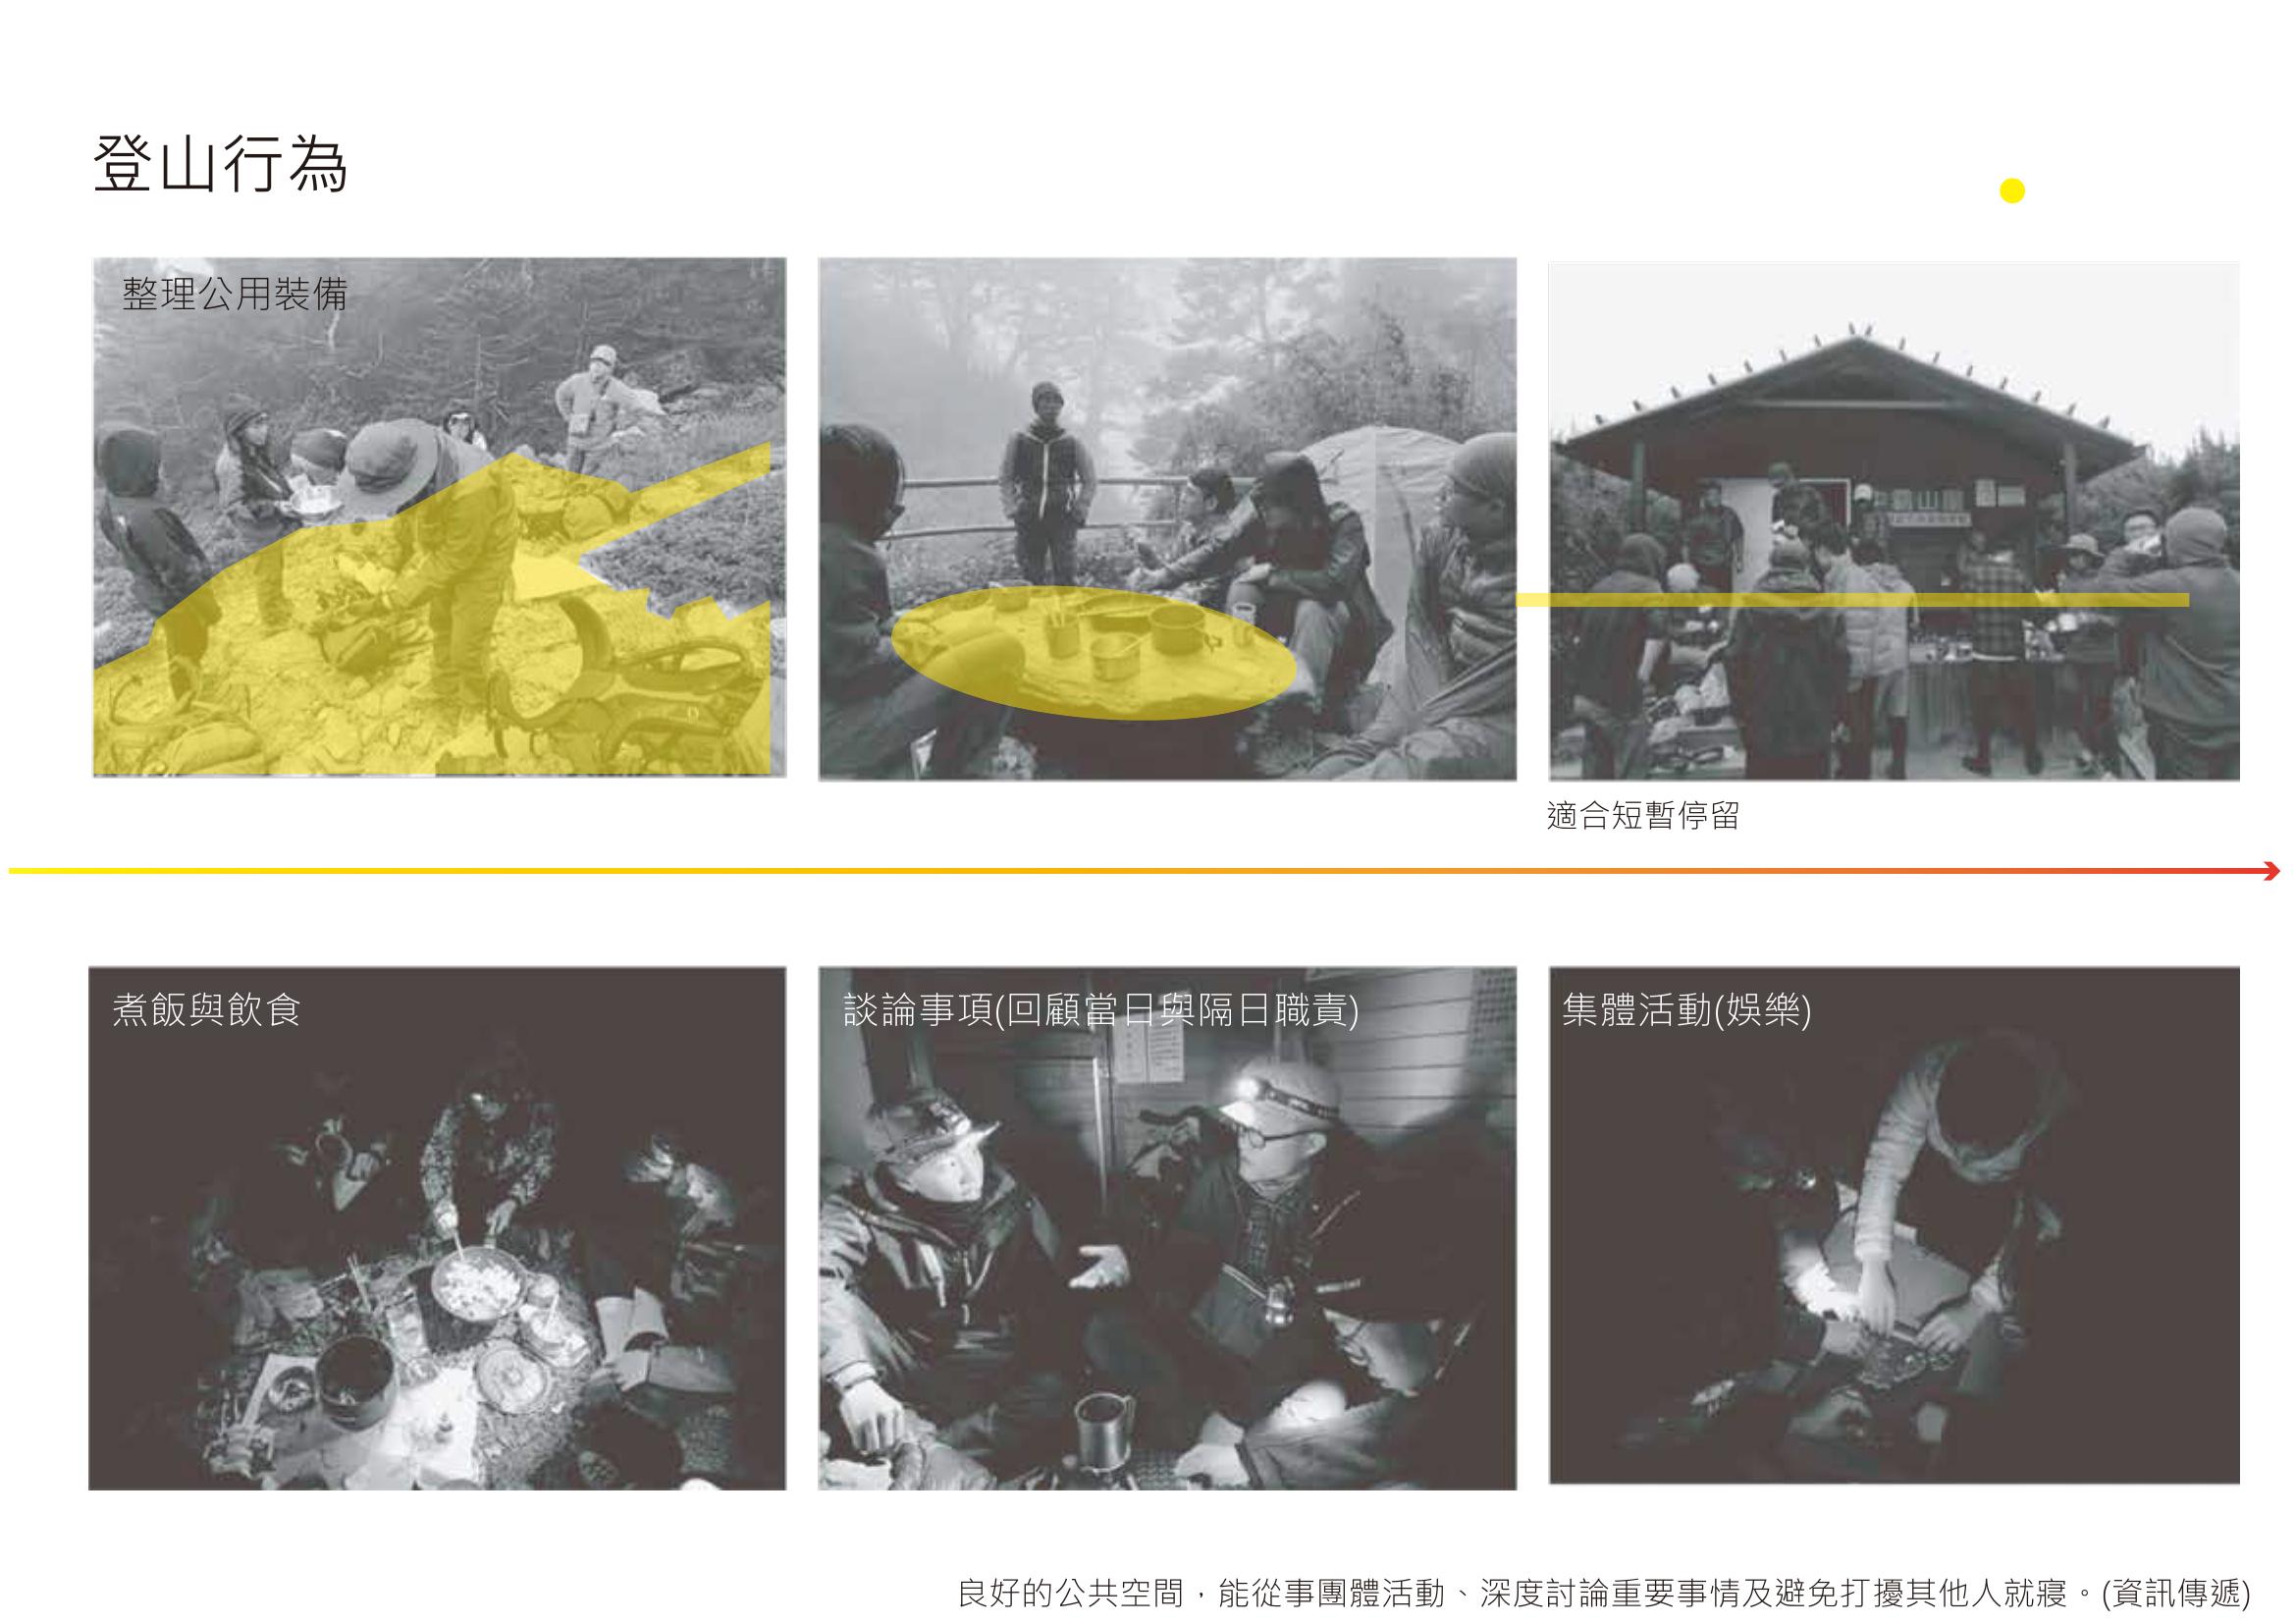 登山行為
整理公用裝備
適合短暫停留
煮飯與飲食
談論事項(回顧當日與隔日職責)
集體活動(娛樂)
良好的公共空間，能從事團體活動、深度討論重要事情及避免打擾其他人就寢。(資訊傳遞)